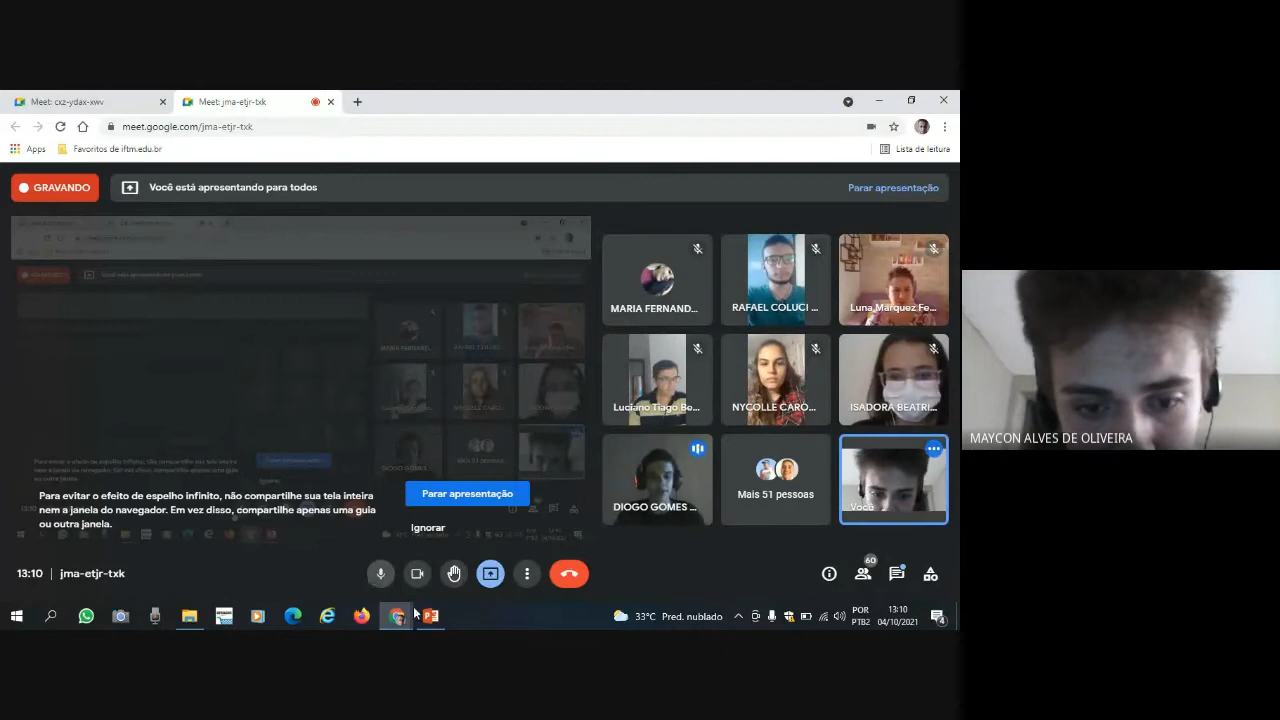 Meet: cxz-ydax-xwv
Meet: jma-etjr-txk
meet.google.com/jma-etjr-txk
Apps
Favoritos de iftm.edu.br
Lista de leitura
GRAVANDO
Você está apresentando para todos
Parar apresentação
MARIA FERNAND...
RAFAEL COLUCI ...
Luna Marquez Fe...
Luciano Tiago Be...
NYCOLLE CARO...
ISADORA BEATRI...
MAYCON ALVES DE OLIVEIRA
DIOGO GOMES ...
Mais 51 pessoas
Você
Para evitar o efeito de espelho infinito, não compartilhe sua tela inteira
nem a janela do navegador. Em vez disso, compartilhe apenas uma guia
ou outra janela.
Parar apresentação
Ignorar
13:10 | jma-etjr-txk
60
33°C Pred. nublado
POR
PTB2
13:10
04/10/2021
4